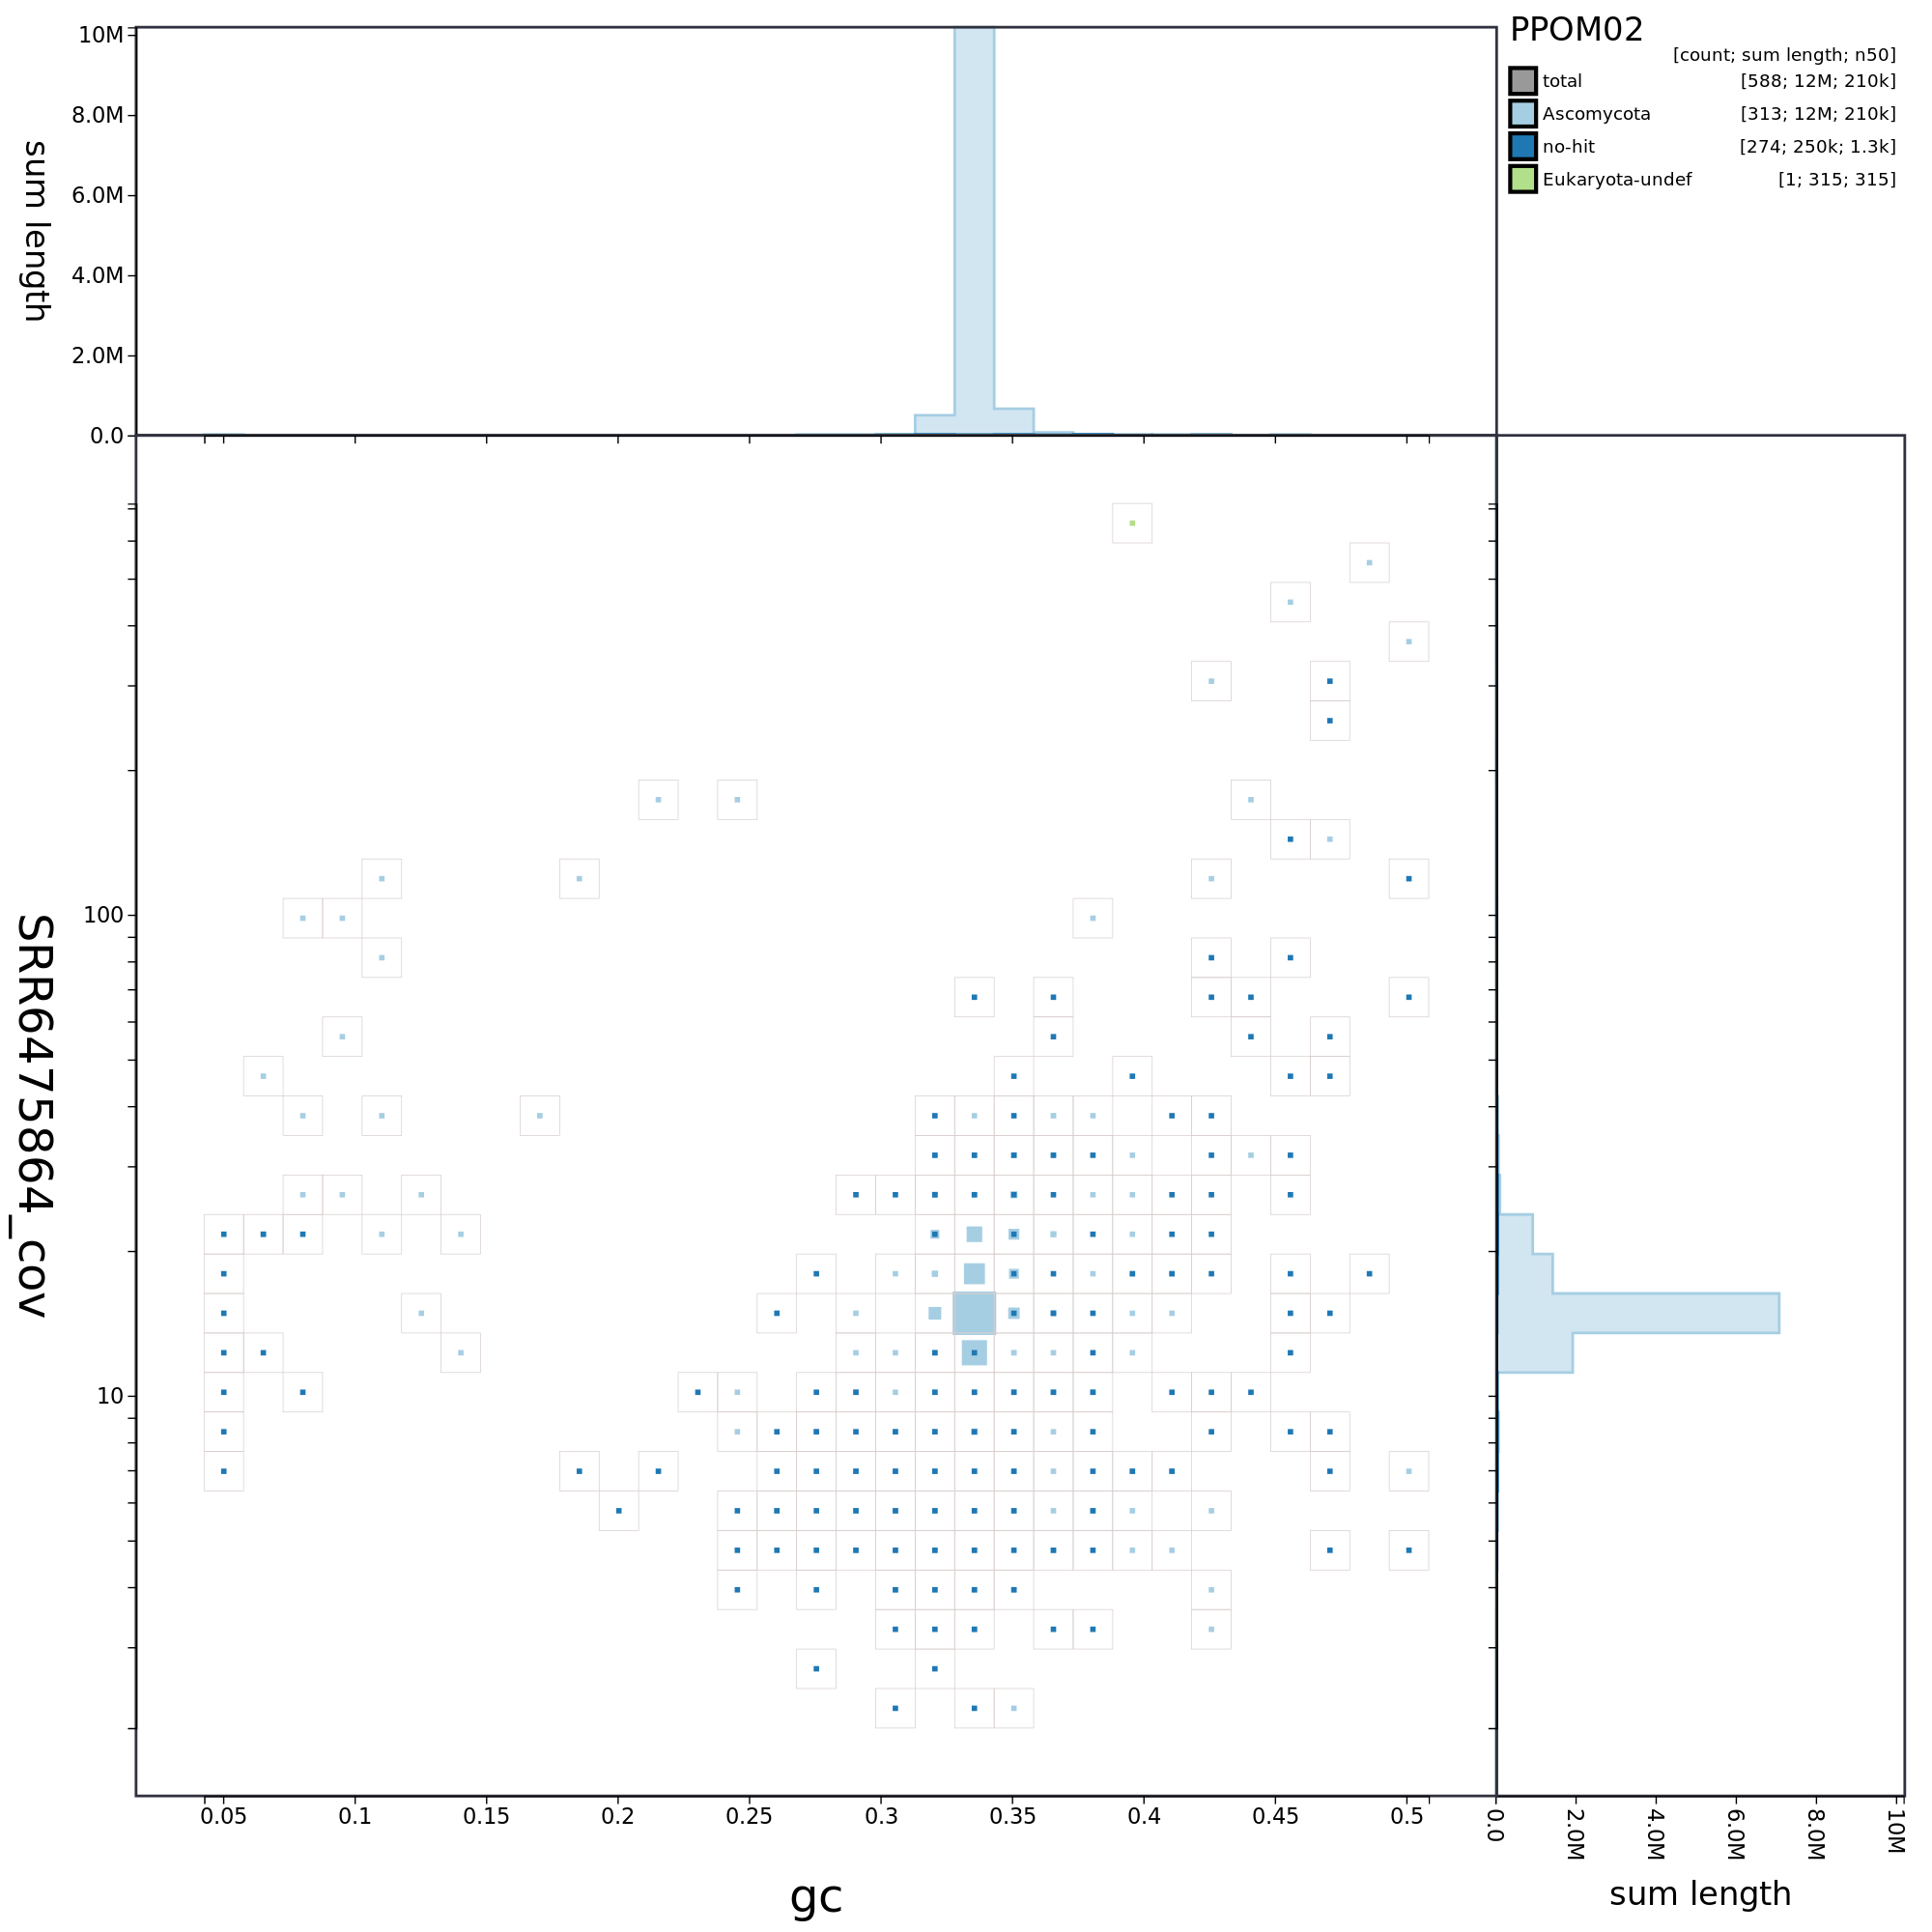 PPOM02
[count; sum length; n50]
total [588; 12M; 210k]
Ascomycota [313; 12M; 210k]
no-hit [274; 250k; 1.3k]
Eukaryota-undef [1; 315; 315]
10M
8.0M
6.0M
4.0M
2.0M
0.0
sum length
100
10
SRR6475864_cov
0.05 0.1 0.15 0.2 0.25 0.3 0.35 0.4 0.45 0.5
gc
0.0 2.0M 4.0M 6.0M 8.0M 10M
sum length